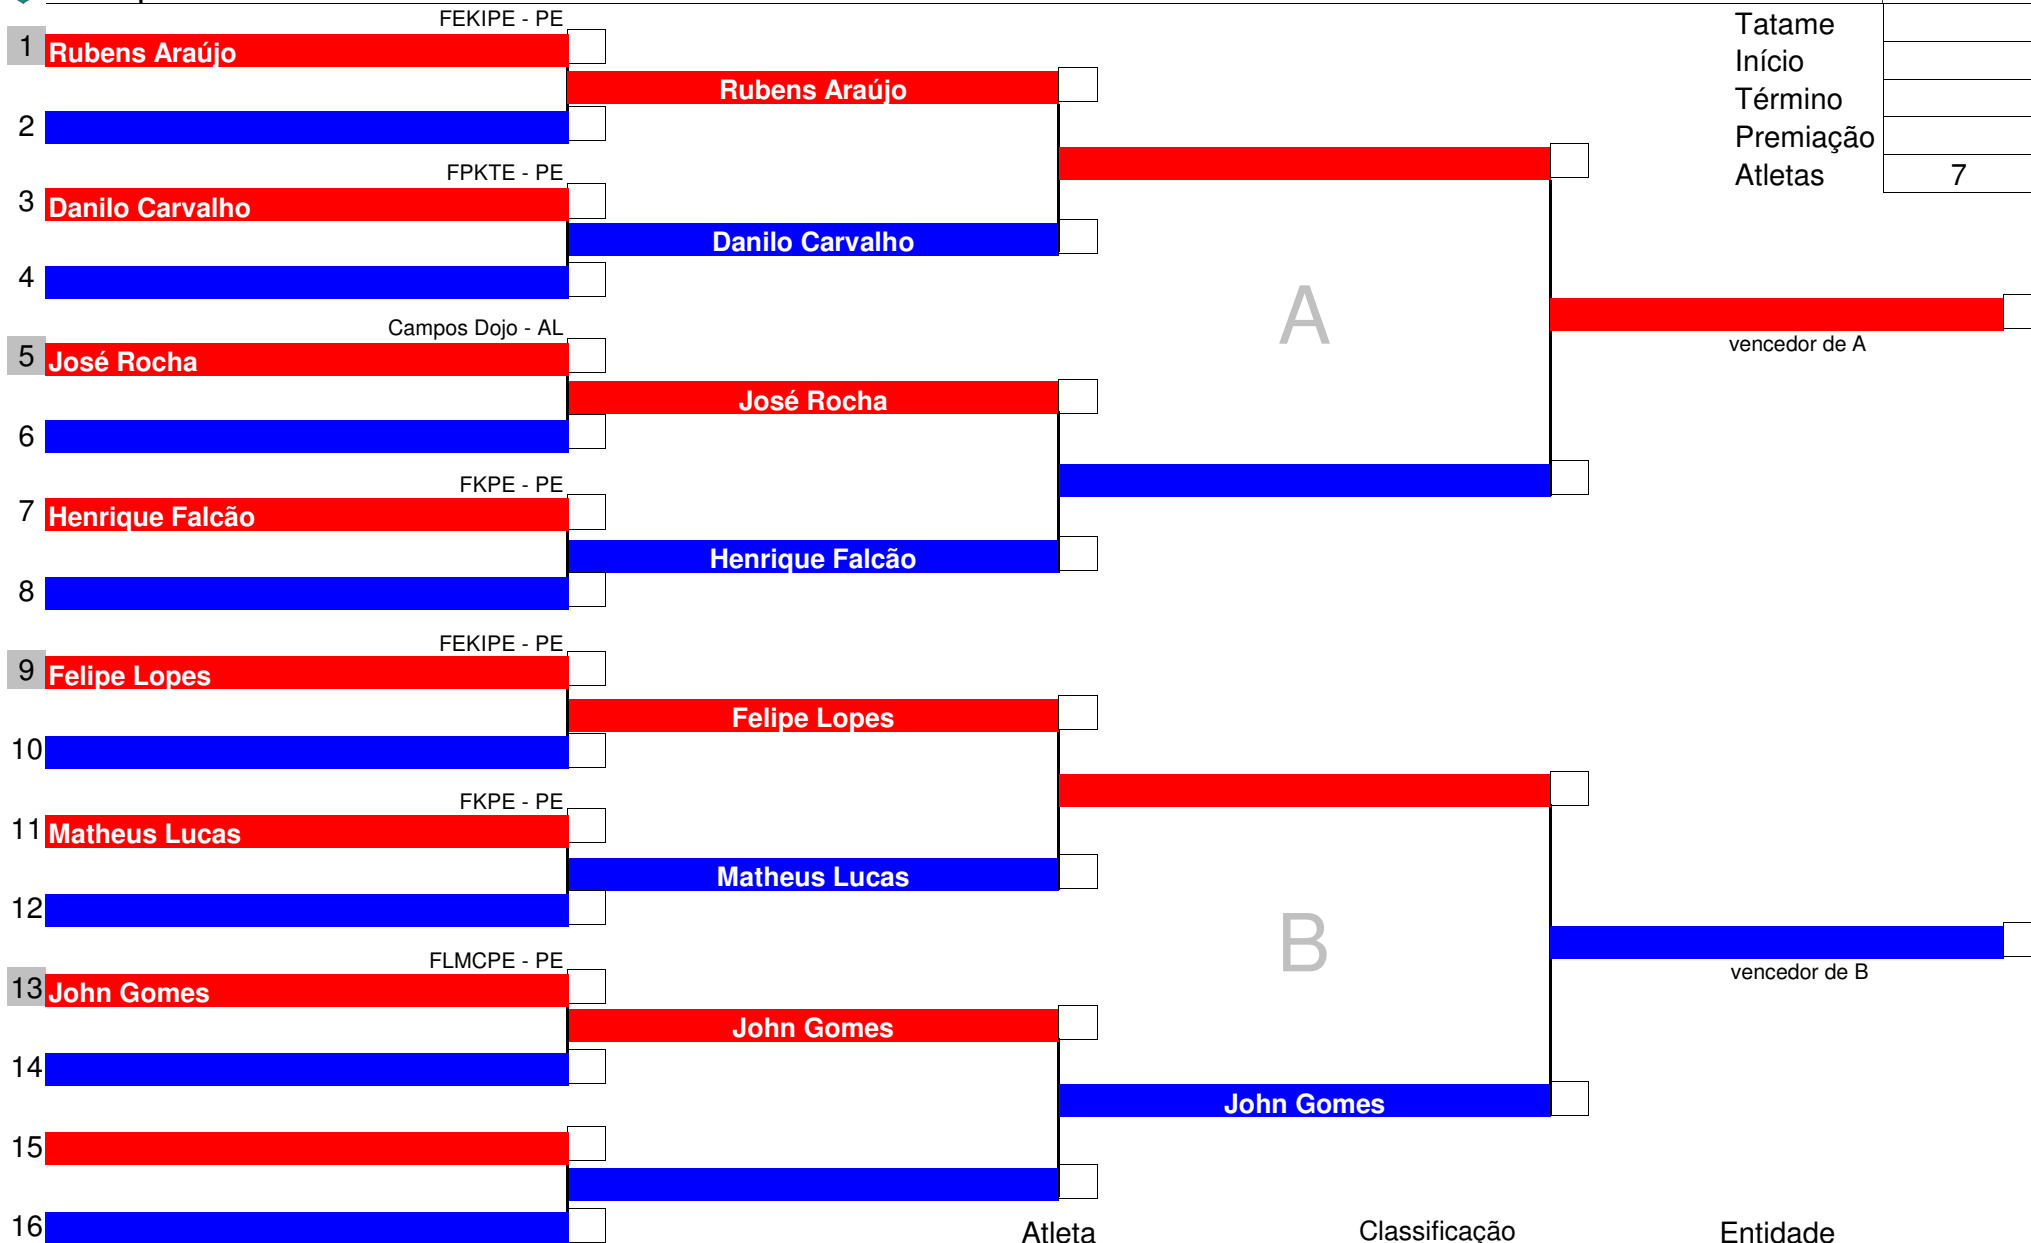 FEKIPE - PE
1 Rubens Araújo
Rubens Araújo
2
FPKTE - PE
3 Danilo Carvalho
Danilo Carvalho
4
Campos Dojo - AL
5 José Rocha
José Rocha
6
FKPE - PE
7 Henrique Falcão
Henrique Falcão
8
FEKIPE - PE
9 Felipe Lopes
Felipe Lopes
10
FKPE - PE
11 Matheus Lucas
Matheus Lucas
12
FLMCPE - PE
13 John Gomes
John Gomes
14
15
16
A
B
John Gomes
Tatame
Início
Término
Premiação
Atletas 7
vencedor de A
vencedor de B
Atleta Classificação Entidade